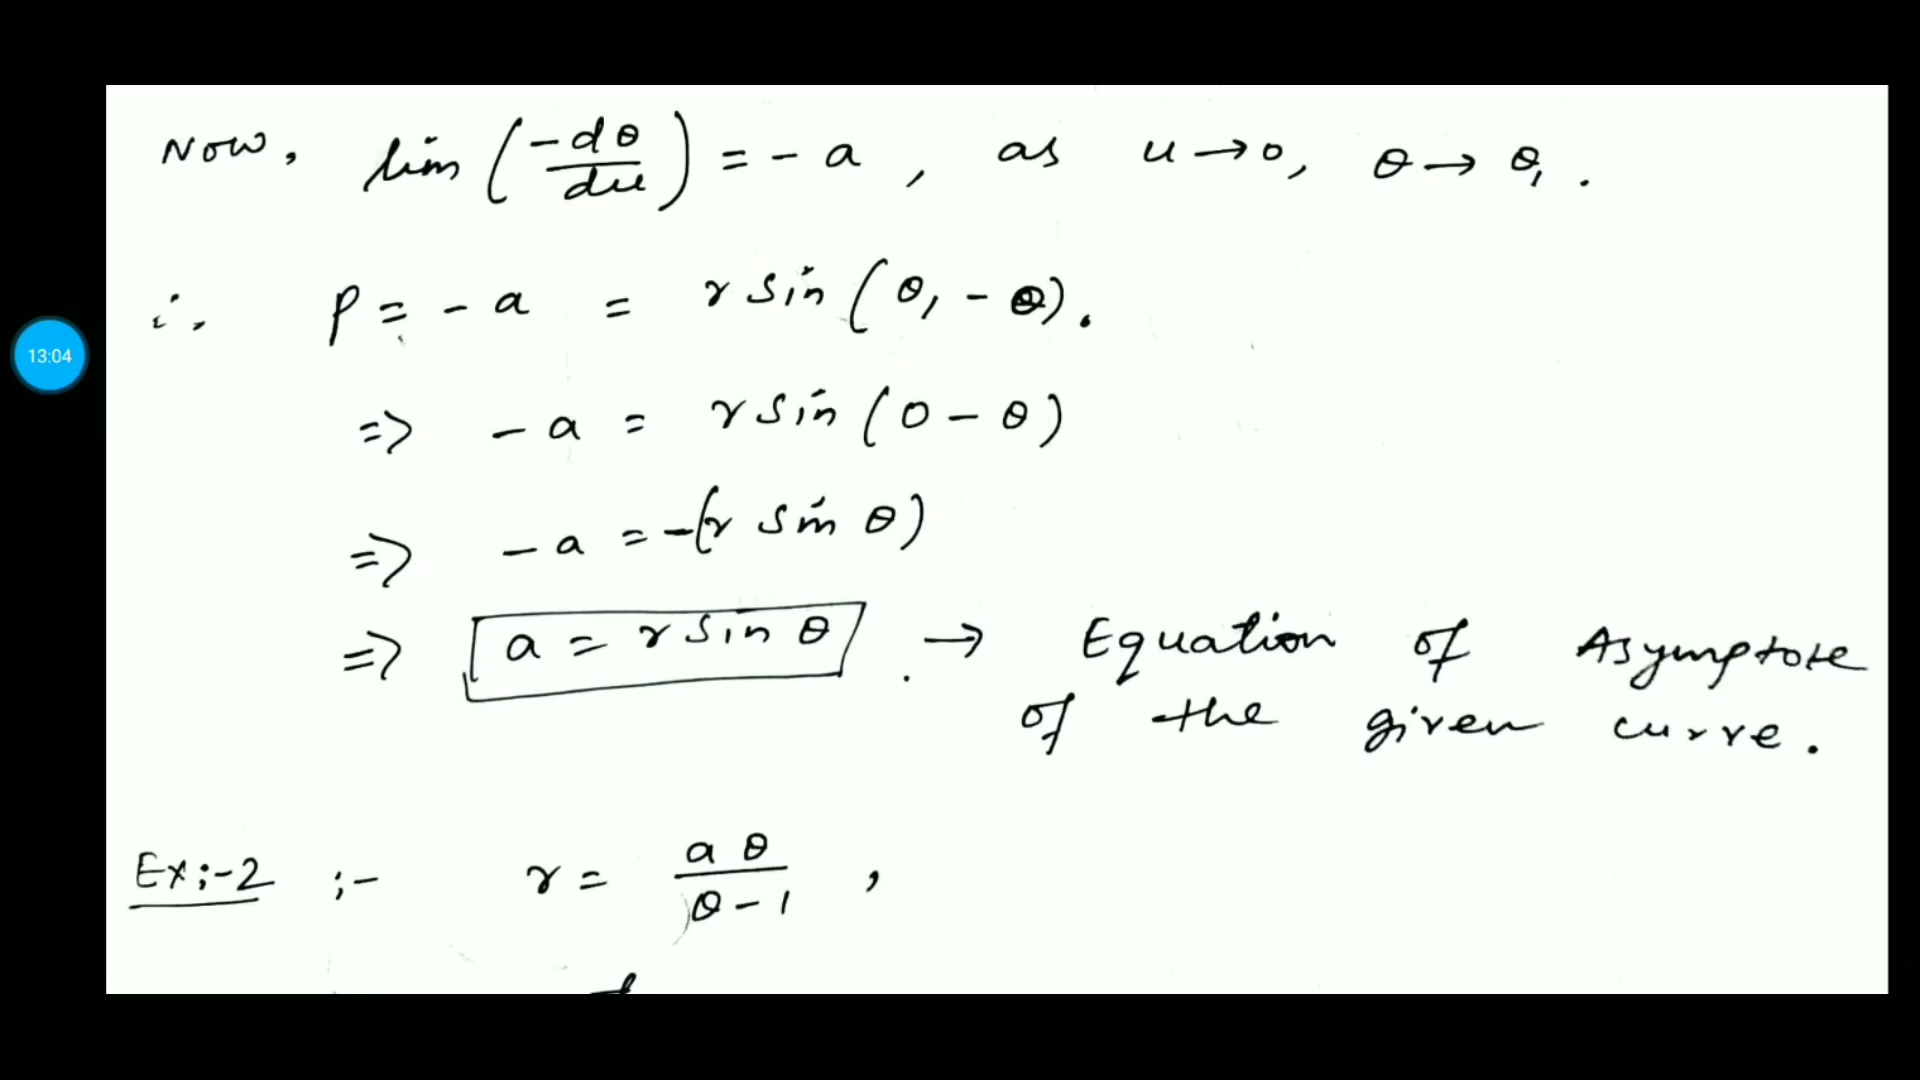 Now, lim (-dθ/du) = -a, as u → 0, θ → θ₁.
∴ P = -a = r sin(θ₁ - θ).
13:04
=> -a = r sin(0 - θ)
=> -a = -(r sin θ)
=> a = r sin θ. → Equation of Asymptote
of the given curve.
Ex:-2 :- r = aθ/(θ-1),